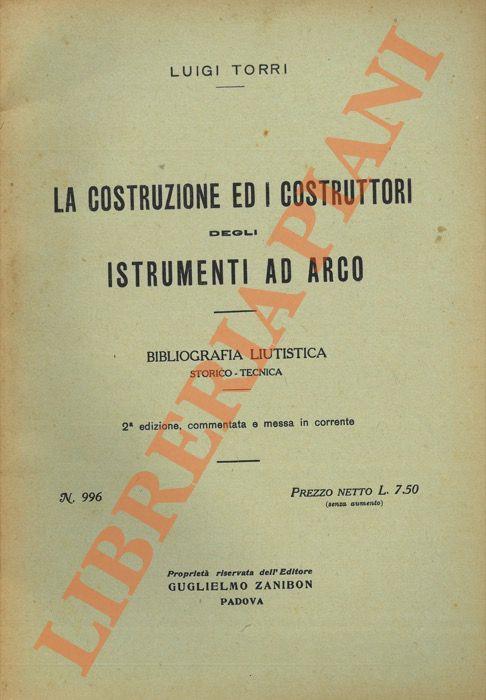 LUIGI TORRI
LA COSTRUZIONE ED I COSTRUTTORI
DEGLI
ISTRUMENTI AD ARCO
BIBLIOGRAFIA LIUTISTICA
STORICO - TECNICA
2ª edizione, commentata e messa in corrente
N. 996
PREZZO NETTO L. 7.50
(senza aumento)
Proprietà riservata dell'Editore
GUGLIELMO ZANIBON
PADOVA
LIBRERIA PIANI